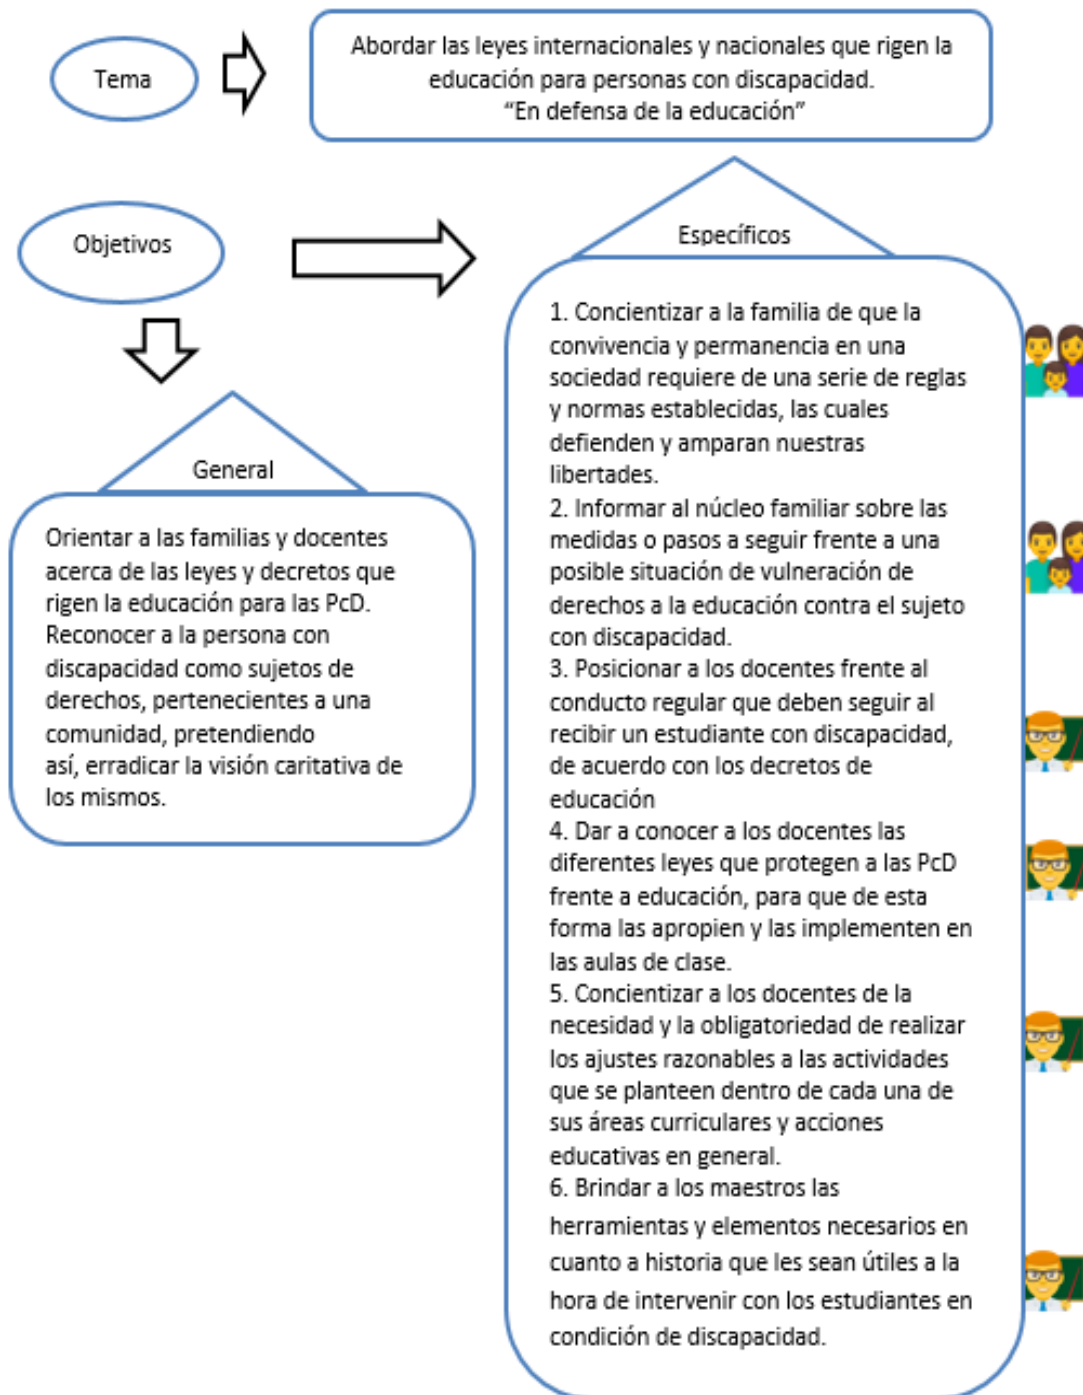 Tema
Abordar las leyes internacionales y nacionales que rigen la
educación para personas con discapacidad.
“En defensa de la educación”
Objetivos
Específicos
1. Concientizar a la familia de que la
convivencia y permanencia en una
sociedad requiere de una serie de reglas
y normas establecidas, las cuales
defienden y amparan nuestras
libertades.
2. Informar al núcleo familiar sobre las
medidas o pasos a seguir frente a una
posible situación de vulneración de
derechos a la educación contra el sujeto
con discapacidad.
3. Posicionar a los docentes frente al
conducto regular que deben seguir al
recibir un estudiante con discapacidad,
de acuerdo con los decretos de
educación
4. Dar a conocer a los docentes las
diferentes leyes que protegen a las PcD
frente a educación, para que de esta
forma las apropien y las implementen en
las aulas de clase.
5. Concientizar a los docentes de la
necesidad y la obligatoriedad de realizar
los ajustes razonables a las actividades
que se planteen dentro de cada una de
sus áreas curriculares y acciones
educativas en general.
6. Brindar a los maestros las
herramientas y elementos necesarios en
cuanto a historia que les sean útiles a la
hora de intervenir con los estudiantes en
condición de discapacidad.
General
Orientar a las familias y docentes
acerca de las leyes y decretos que
rigen la educación para las PcD.
Reconocer a la persona con
discapacidad como sujetos de
derechos, pertenecientes a una
comunidad, pretendiendo
así, erradicar la visión caritativa de
los mismos.